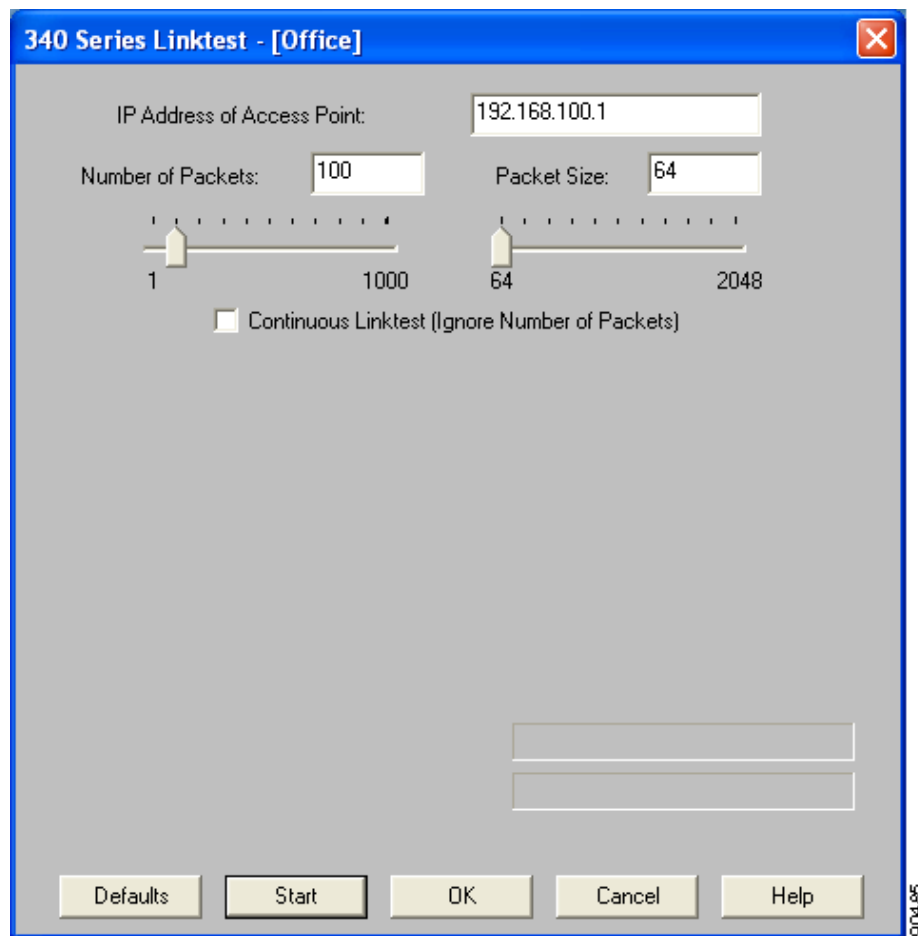 340 Series Linktest - [Office]
IP Address of Access Point: 192.168.100.1
Number of Packets: 100 Packet Size: 64
1 1000 64 2048
Continuous Linktest (Ignore Number of Packets)
Defaults Start OK Cancel Help